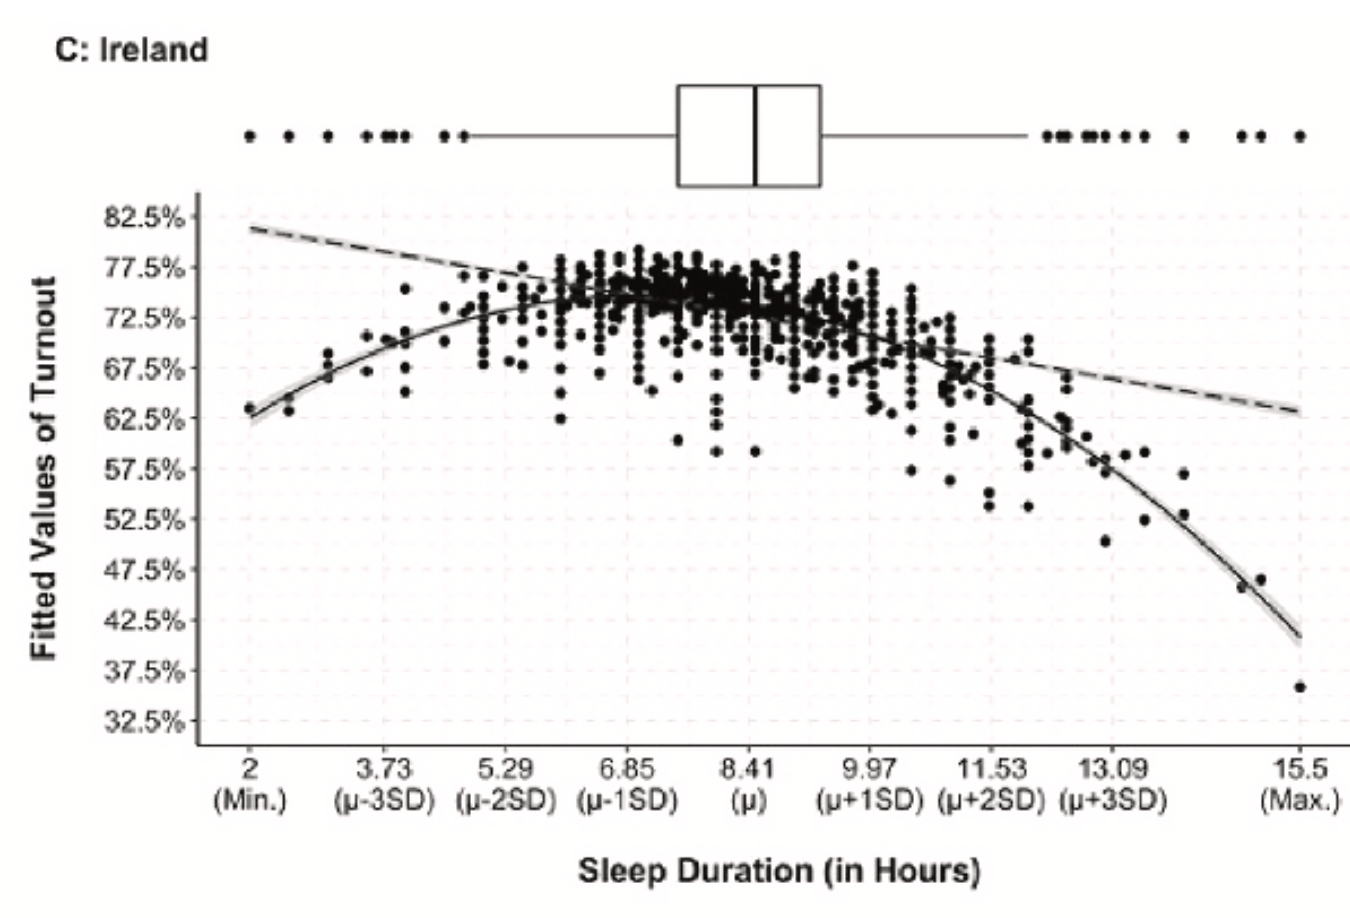 C: Ireland
82.5%
77.5%
72.5%
67.5%
62.5%
57.5%
52.5%
47.5%
42.5%
37.5%
32.5%
Fitted Values of Turnout
2 3.73 5.29 6.85 8.41 9.97 11.53 13.09 15.5
(Min.) (μ-3SD) (μ-2SD) (μ-1SD) (μ) (μ+1SD) (μ+2SD) (μ+3SD) (Max.)
Sleep Duration (in Hours)